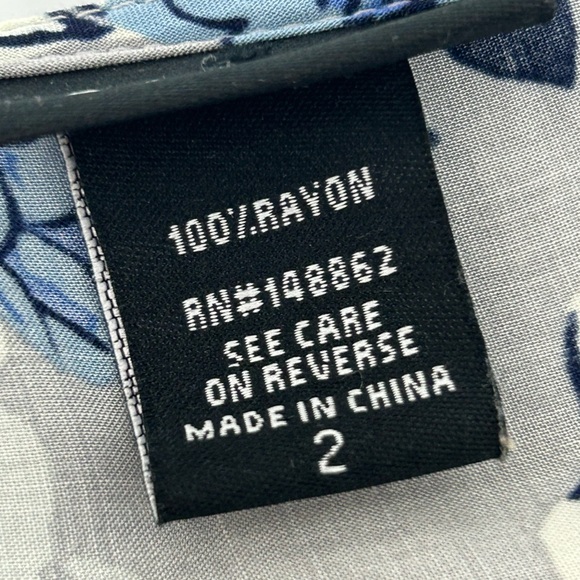 100%RAYON
RN#148862
SEE CARE
ON REVERSE
MADE IN CHINA
2